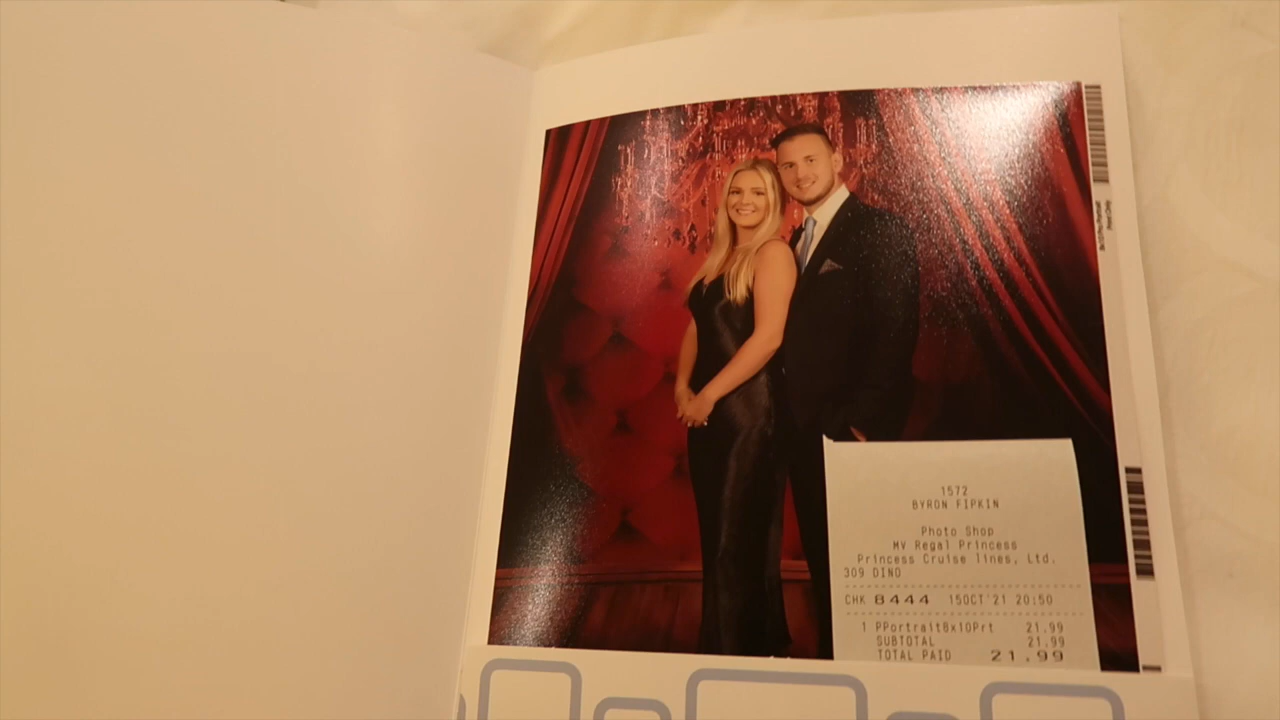 1572
BYRON FIPKIN
Photo Shop
MV Regal Princess
Princess Cruise lines, Ltd.
309 DINO
CHK 8444 15OCT'21 20:50
1 PPortrait8x10Prt 21.99
SUBTOTAL 21.99
TOTAL PAID 21.99